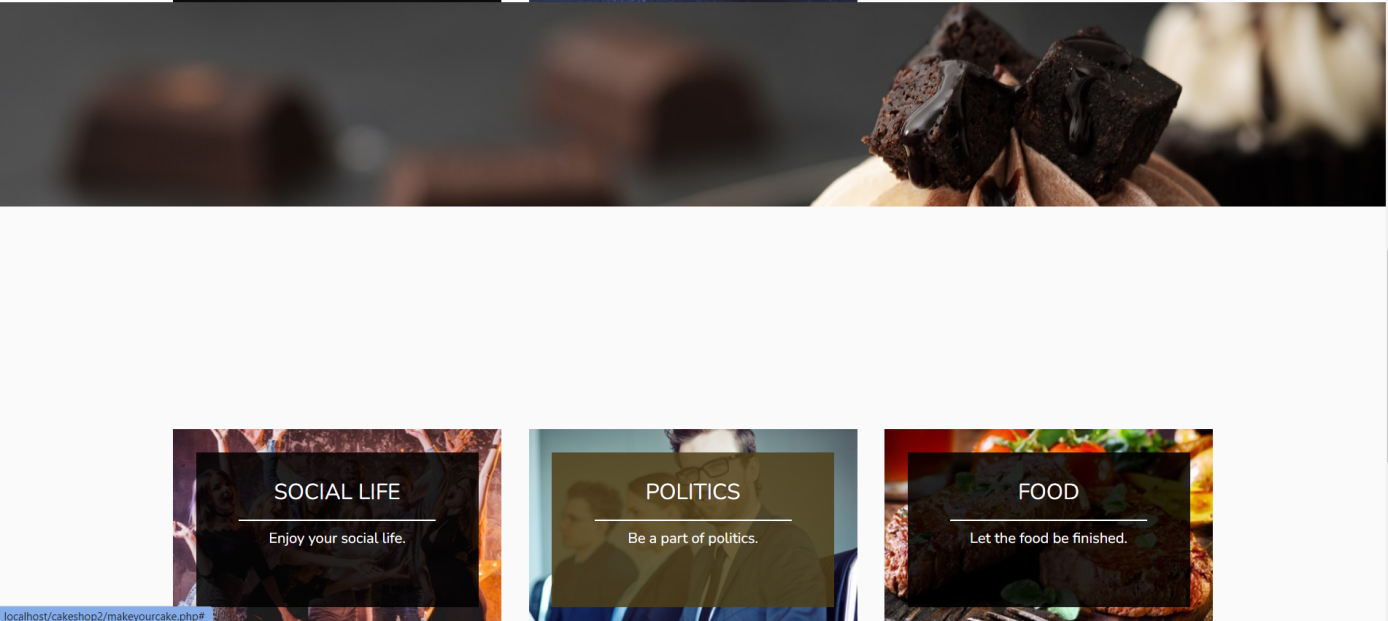 SOCIAL LIFE
Enjoy your social life.
POLITICS
Be a part of politics.
FOOD
Let the food be finished.
localhost/cakeshop2/makeyourcake.php#